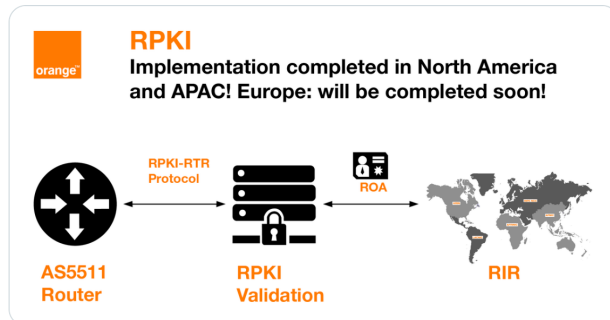 orange™
RPKI
Implementation completed in North America
and APAC! Europe: will be completed soon!
RPKI-RTR
Protocol
ROA
AS5511
Router
RPKI
Validation
RIR